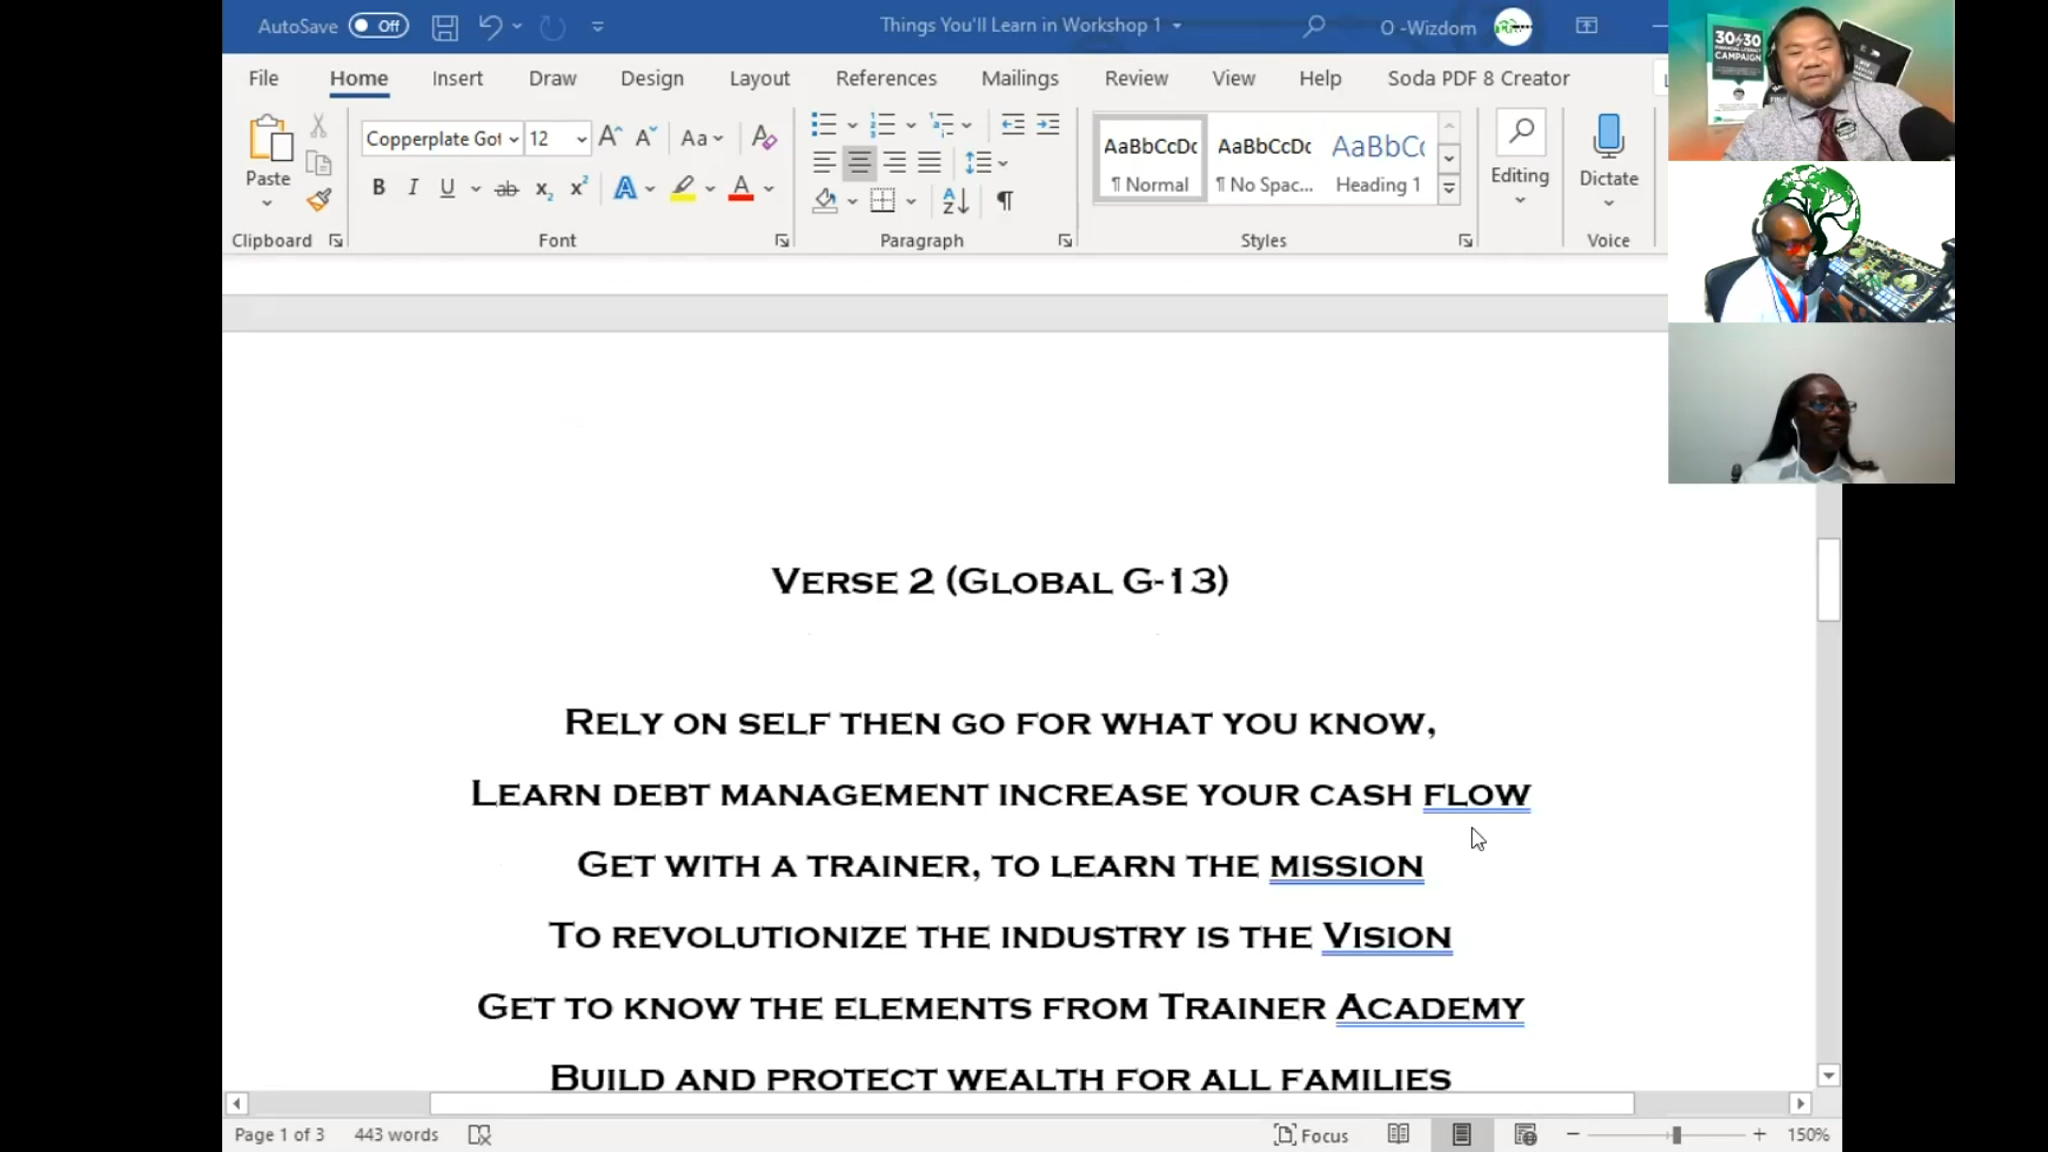 AutoSave Off
Things You'll Learn in Workshop 1
O -Wizdom
File Home Insert Draw Design Layout References Mailings Review View Help Soda PDF 8 Creator
Paste
Clipboard
Copperplate Got 12
Aa
B I U ab x₂ x²
Font
Paragraph
AaBbCcDc AaBbCcDc AaBbCc
¶ Normal ¶ No Spac... Heading 1
Styles
Editing
Dictate
Voice
30/30
FINANCIAL LITERACY
CAMPAIGN
Verse 2 (Global G-13)
Rely on self then go for what you know,
Learn debt management increase your cash flow
Get with a trainer, to learn the mission
To revolutionize the industry is the Vision
Get to know the elements from Trainer Academy
Build and protect wealth for all families
Page 1 of 3 443 words Focus 150%